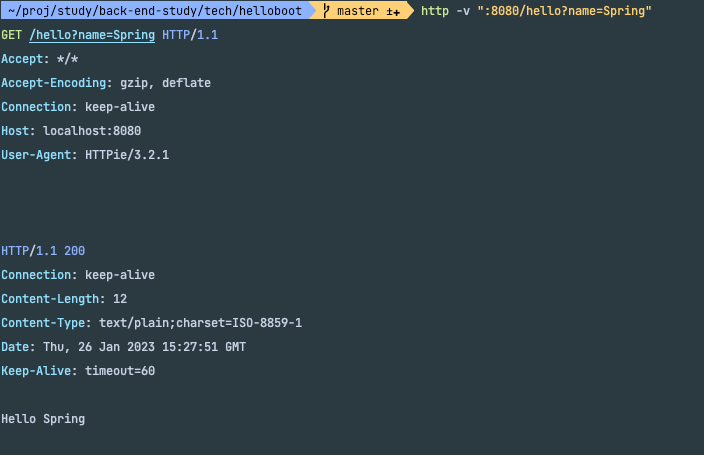 ~/proj/study/back-end-study/tech/helloboot master ±+ http -v ":8080/hello?name=Spring"
GET /hello?name=Spring HTTP/1.1
Accept: */*
Accept-Encoding: gzip, deflate
Connection: keep-alive
Host: localhost:8080
User-Agent: HTTPie/3.2.1
HTTP/1.1 200
Connection: keep-alive
Content-Length: 12
Content-Type: text/plain;charset=ISO-8859-1
Date: Thu, 26 Jan 2023 15:27:51 GMT
Keep-Alive: timeout=60
Hello Spring